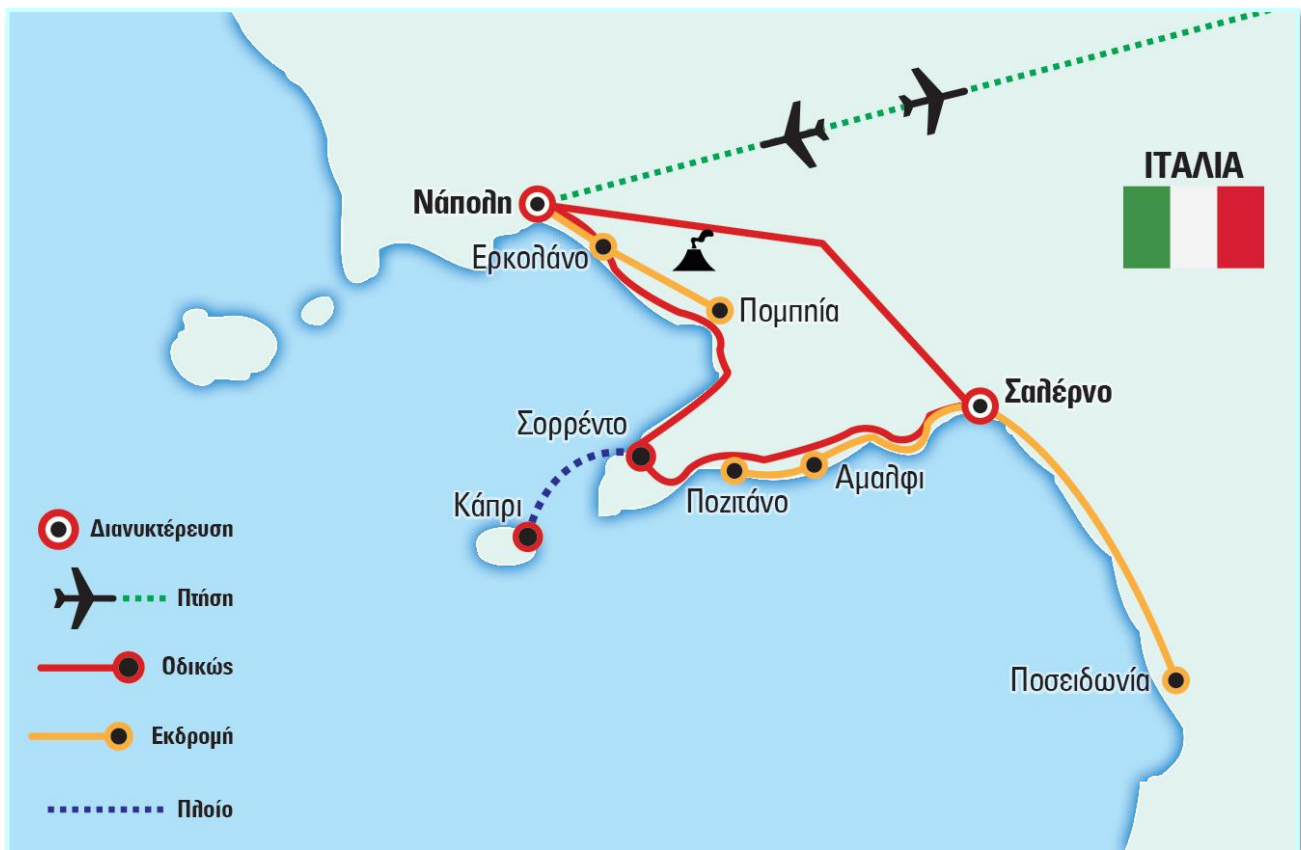 ΙΤΑΛΙΑ
Νάπολη
Ερκολάνο
Πομπηία
Σαλέρνο
Σορρέντο
Αμαλφι
Ποζιτάνο
Κάπρι
Διανυκτέρευση
Πτήση
Οδικώς
Ποσειδωνία
Εκδρομή
Πλοίο